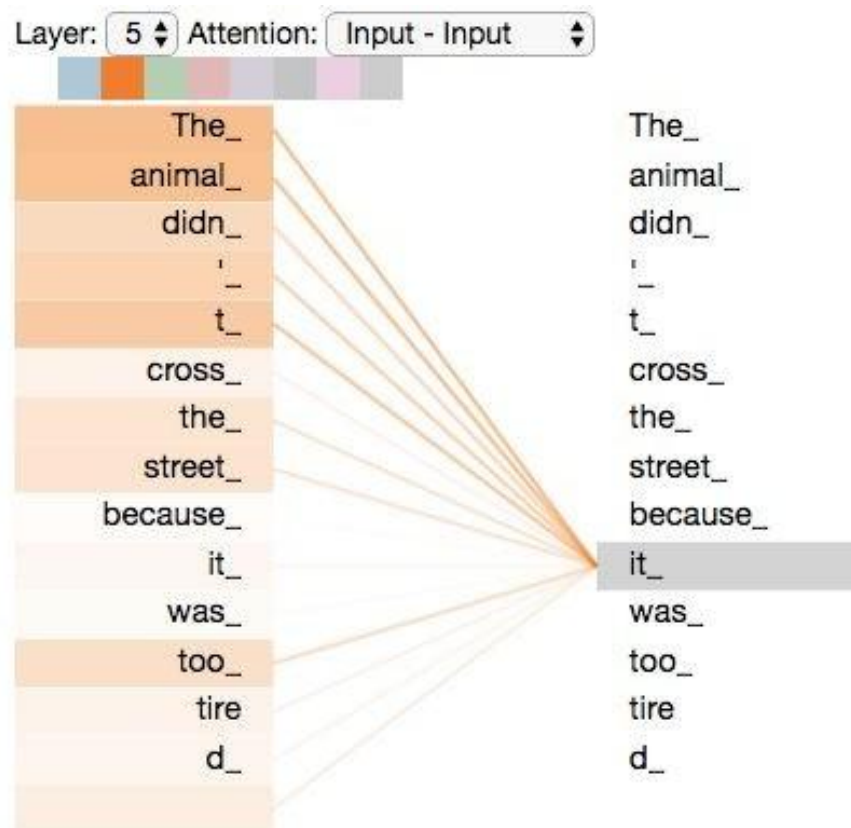 Layer: 5 Attention: Input - Input
The_ The_
animal_ animal_
didn_ didn_
'_ '_
t_ t_
cross_ cross_
the_ the_
street_ street_
because_ because_
it_ it_
was_ was_
too_ too_
tire tire
d_ d_